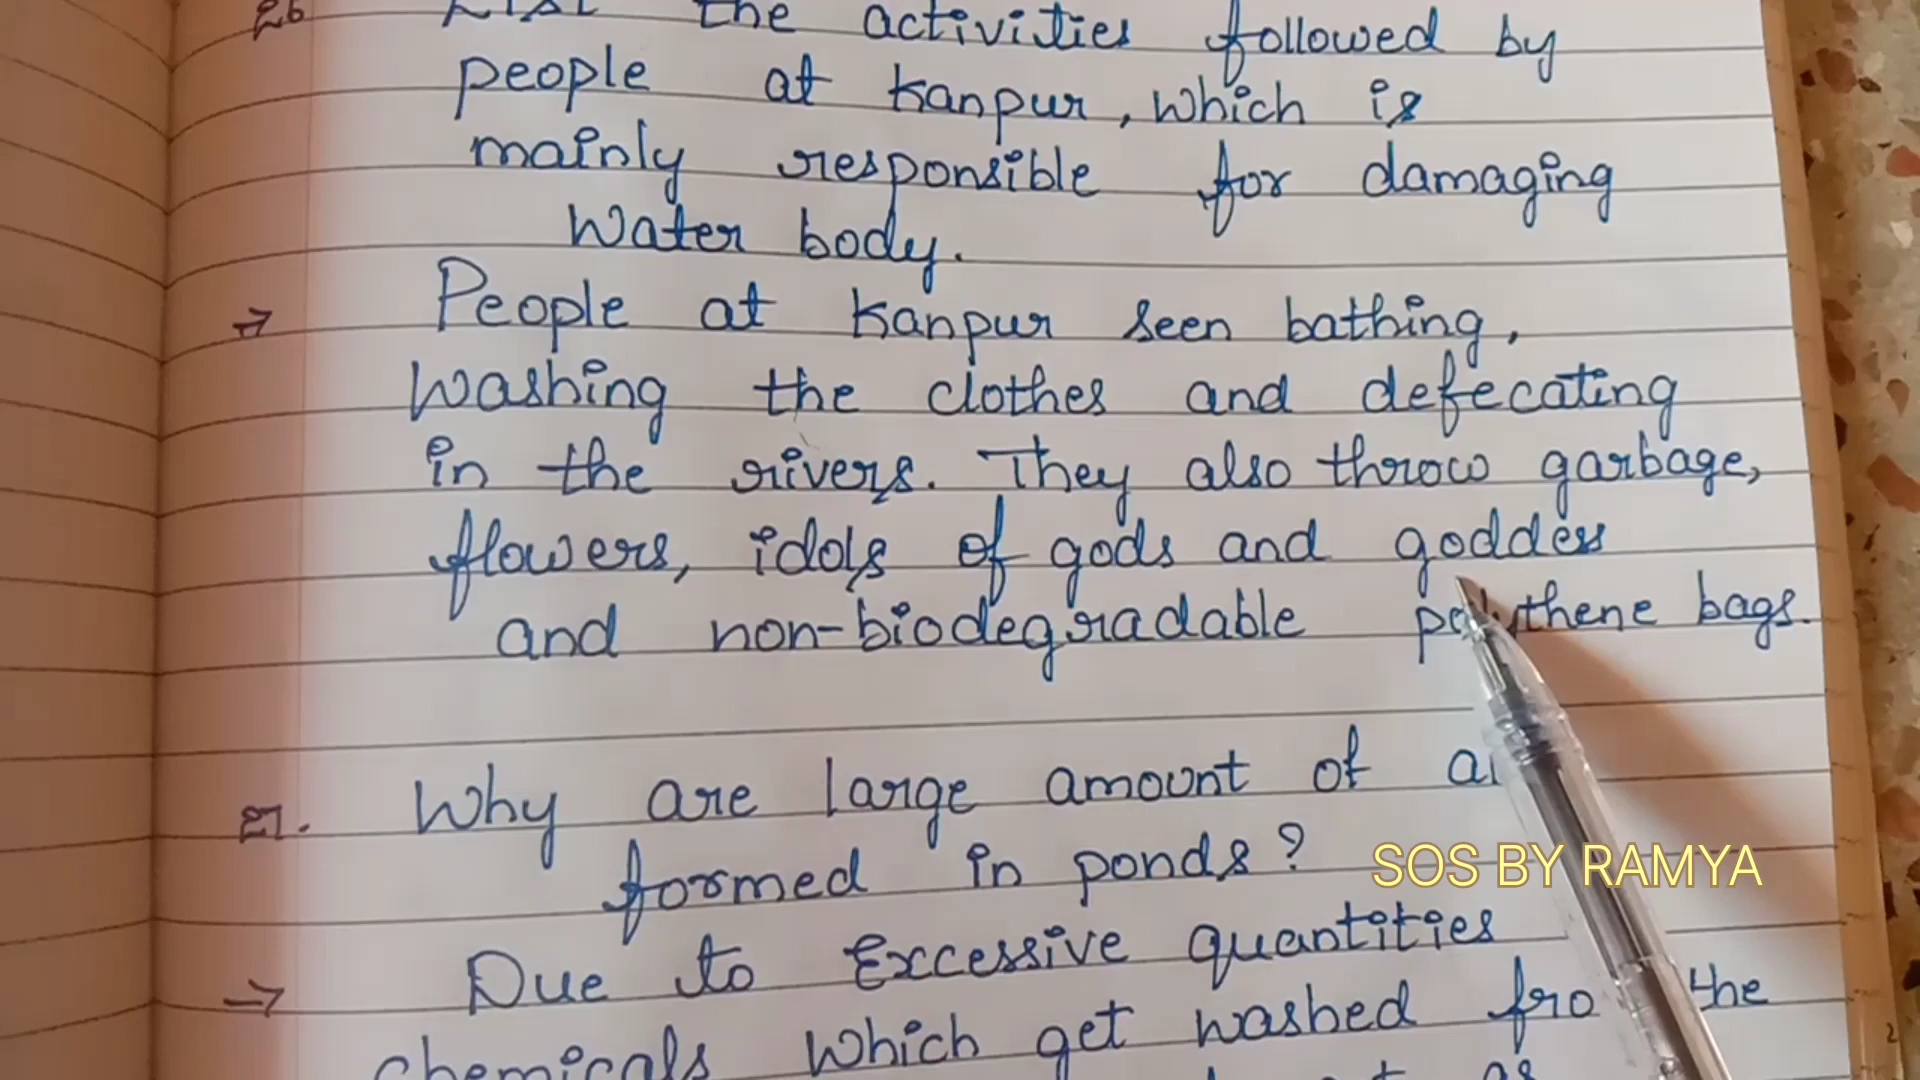 26 List the activities followed by
people at Kanpur, which is
mainly responsible for damaging
Water body.
→ People at Kanpur seen bathing,
Washing the clothes and defecating
in the rivers. They also throw garbage,
flowers, idols of gods and goddess
and non-biodegradable polythene bags.
27. Why are large amount of
formed in ponds?
SOS BY RAMYA
→ Due to Excessive quantities
chemicals which get washed the
as
2